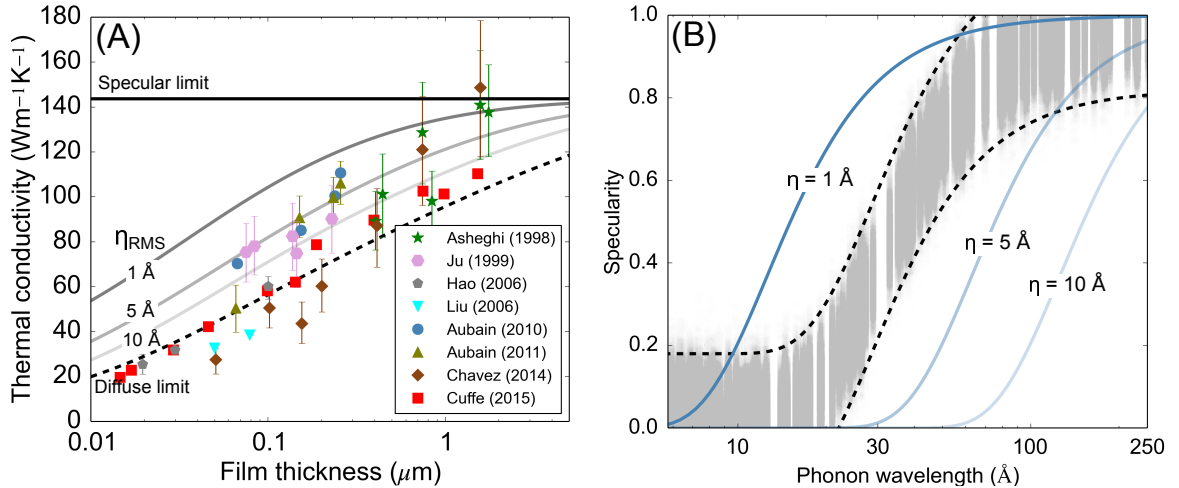 (A)
180
160
140
120
100
80
60
40
20
0
Thermal conductivity (Wm−1K−1)
Specular limit
ηRMS
1 Å
5 Å
10 Å
Diffuse limit
Asheghi (1998)
Ju (1999)
Hao (2006)
Liu (2006)
Aubain (2010)
Aubain (2011)
Chavez (2014)
Cuffe (2015)
0.01 0.1 1
Film thickness (μm)
(B)
1.0
0.8
0.6
0.4
0.2
0.0
Specularity
η = 1 Å
η = 5 Å
η = 10 Å
10 30 100 250
Phonon wavelength (Å)